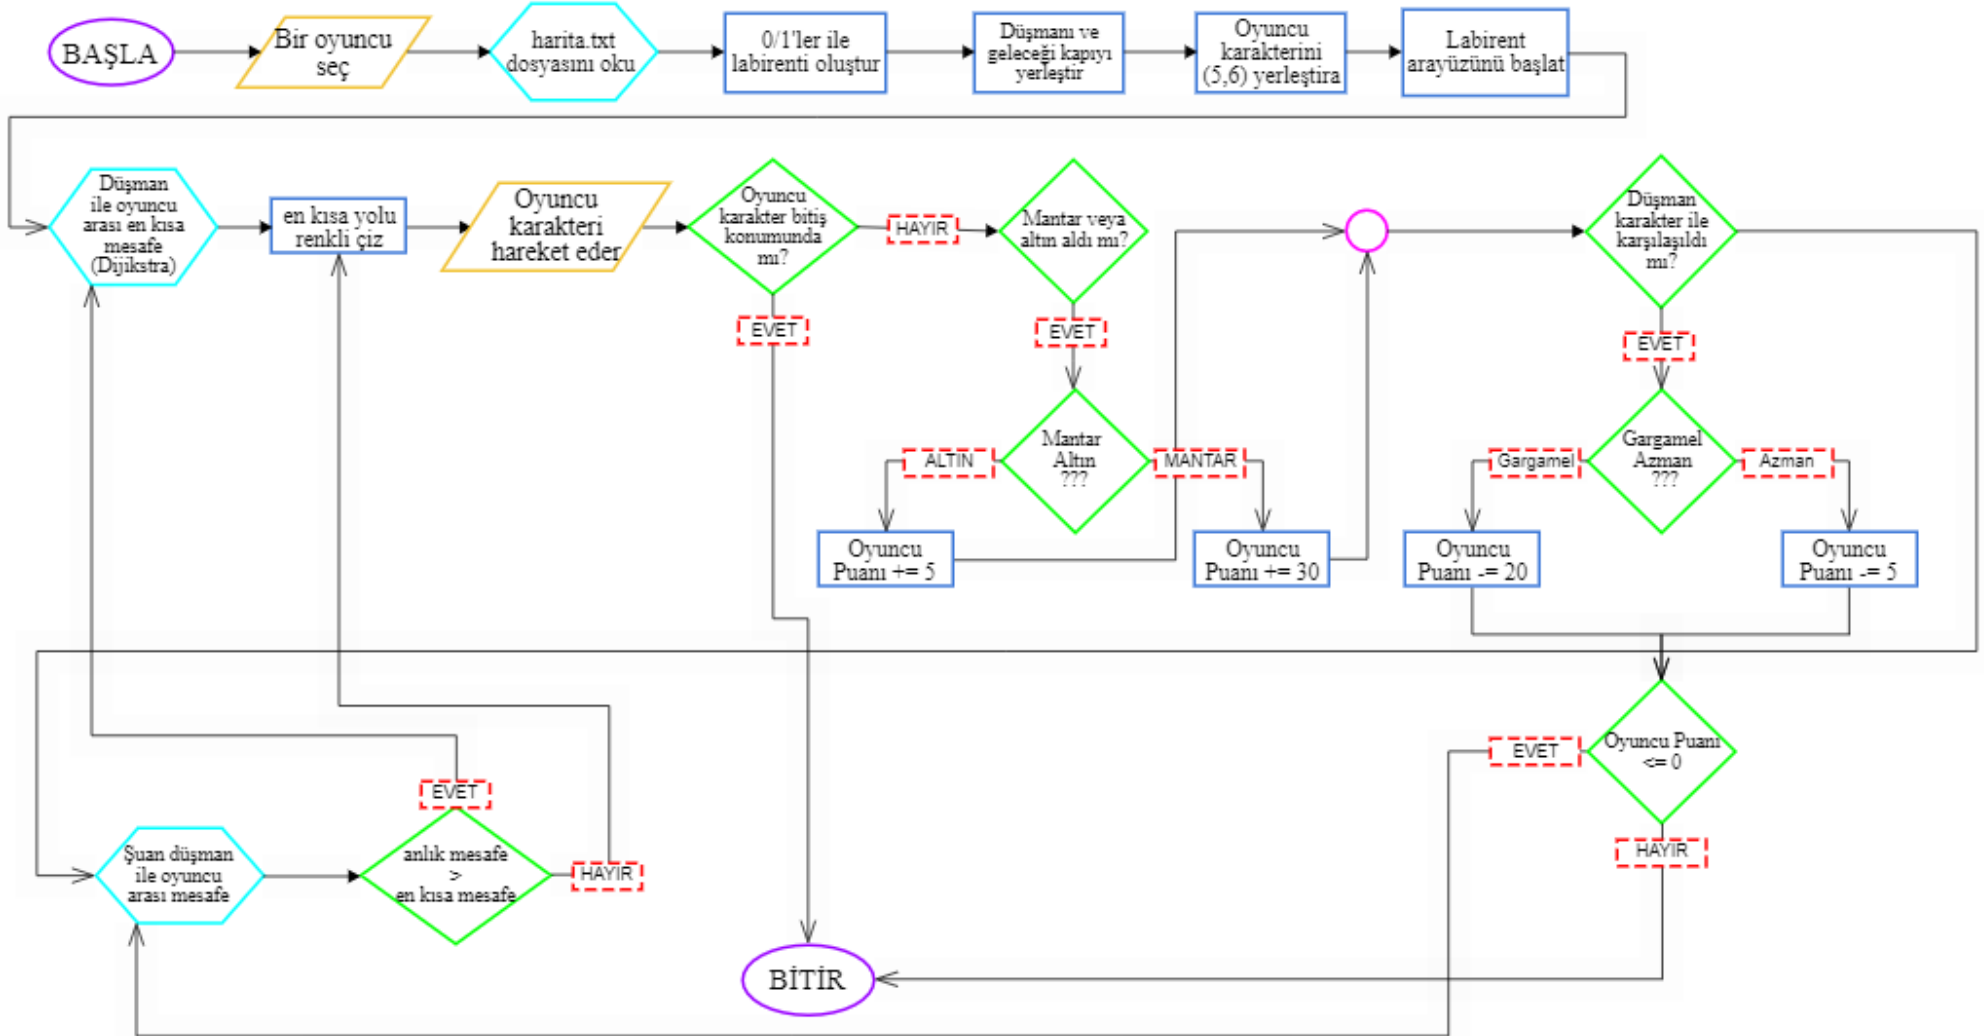 BAŞLA
Bir oyuncu
seç
harita.txt
dosyasını oku
0/1'ler ile
labirenti oluştur
Düşmanı ve
geleceği kapıyı
yerleştir
Oyuncu
karakterini
(5,6) yerleştira
Labirent
arayüzünü başlat
Düşman
ile oyuncu
arası en kısa
mesafe
(Dijikstra)
en kısa yolu
renkli çiz
Oyuncu
karakteri
hareket eder
Oyuncu
karakter bitiş
konumunda
mı?
HAYIR
Mantar veya
altın aldı mı?
Düşman
karakter ile
karşılaşıldı
mı?
EVET
EVET
EVET
Mantar
Altın
???
ALTIN
MANTAR
Gargamel
Azman
???
Gargamel
Azman
Oyuncu
Puanı += 5
Oyuncu
Puanı += 30
Oyuncu
Puanı -= 20
Oyuncu
Puanı -= 5
Oyuncu Puanı
<= 0
EVET
HAYIR
EVET
Şuan düşman
ile oyuncu
arası mesafe
anlık mesafe
>
en kısa mesafe
HAYIR
BİTİR